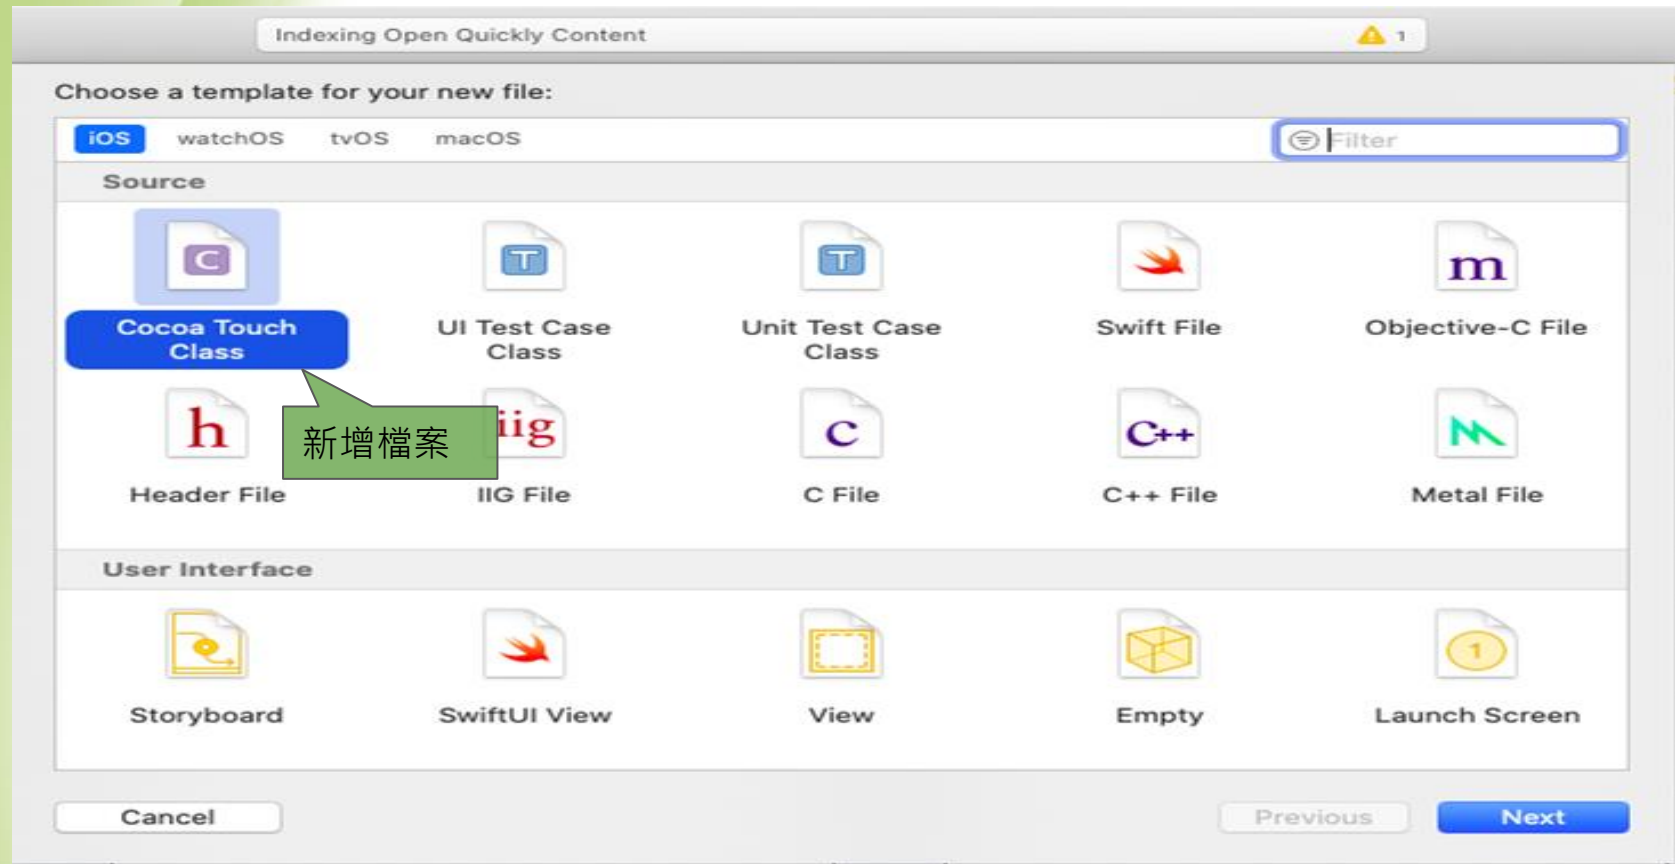 Indexing Open Quickly Content
1
Choose a template for your new file:
iOS watchOS tvOS macOS
Filter
Source
C T T m
Cocoa Touch Class
UI Test Case Class
Unit Test Case Class
Swift File
Objective-C File
h iig c C++
新增檔案
Header File
IIG File
C File
C++ File
Metal File
User Interface
1
Storyboard
SwiftUI View
View
Empty
Launch Screen
Cancel
Previous
Next